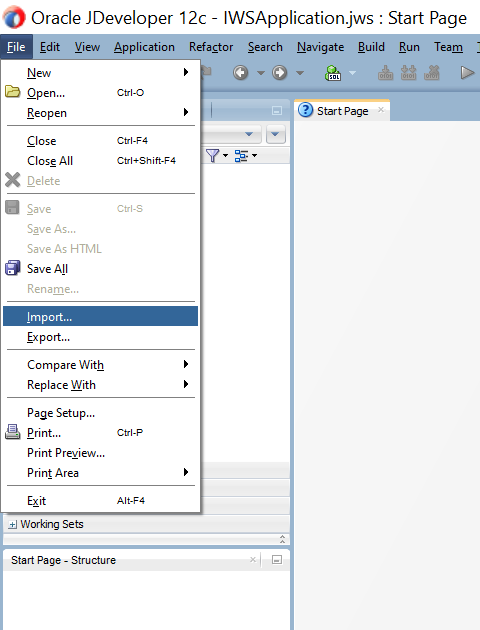 Oracle JDeveloper 12c - IWSApplication.jws : Start Page
File Edit View Application Refactor Search Navigate Build Run Team
New
Open... Ctrl-O
Reopen
Close Ctrl-F4
Close All Ctrl+Shift-F4
Delete
Save Ctrl-S
Save As...
Save As HTML
Save All
Rename...
Import...
Export...
Compare With
Replace With
Page Setup...
Print... Ctrl-P
Print Preview...
Print Area
Exit Alt-F4
SQL
Start Page
Working Sets
Start Page - Structure